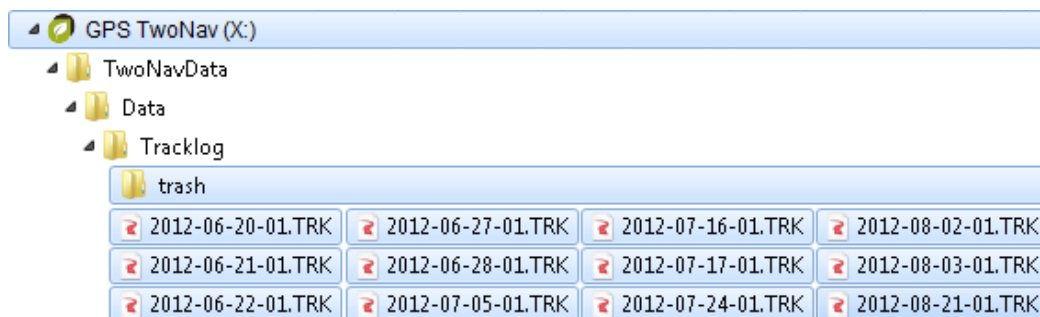 GPS TwoNav (X:)
TwoNavData
Data
Tracklog
trash
2012-06-20-01.TRK 2012-06-27-01.TRK 2012-07-16-01.TRK 2012-08-02-01.TRK
2012-06-21-01.TRK 2012-06-28-01.TRK 2012-07-17-01.TRK 2012-08-03-01.TRK
2012-06-22-01.TRK 2012-07-05-01.TRK 2012-07-24-01.TRK 2012-08-21-01.TRK